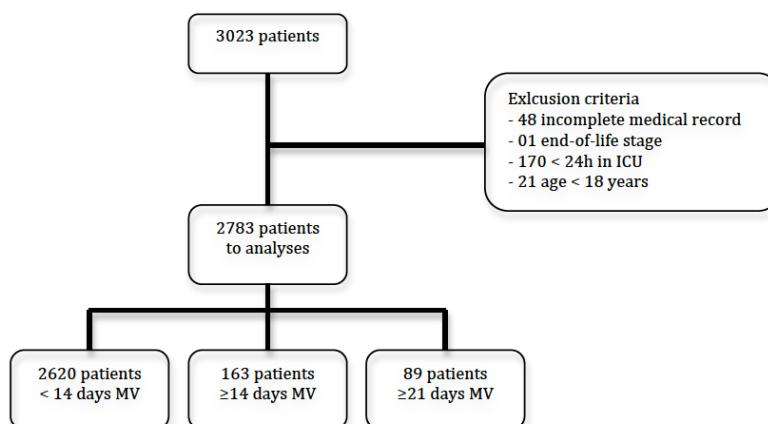 3023 patients
Exlcusion criteria
- 48 incomplete medical record
- 01 end-of-life stage
- 170 < 24h in ICU
- 21 age < 18 years
2783 patients
to analyses
2620 patients
< 14 days MV
163 patients
≥14 days MV
89 patients
≥21 days MV